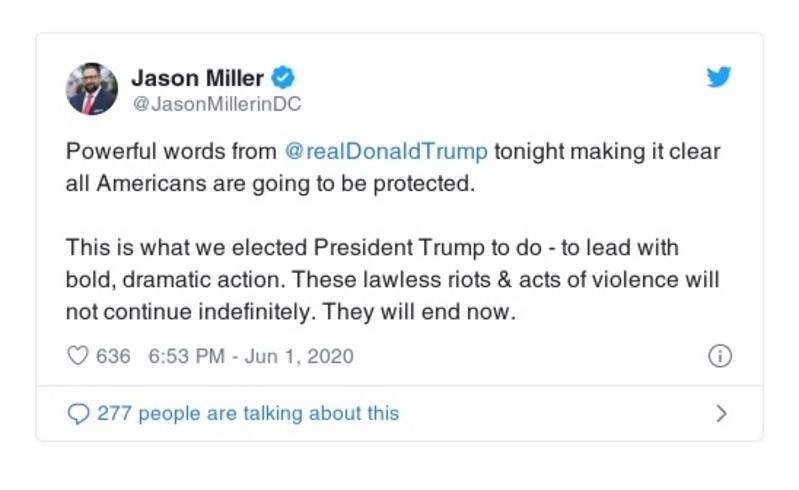 Jason Miller
@JasonMillerinDC
Powerful words from @realDonaldTrump tonight making it clear
all Americans are going to be protected.
This is what we elected President Trump to do - to lead with
bold, dramatic action. These lawless riots & acts of violence will
not continue indefinitely. They will end now.
636 6:53 PM - Jun 1, 2020
277 people are talking about this